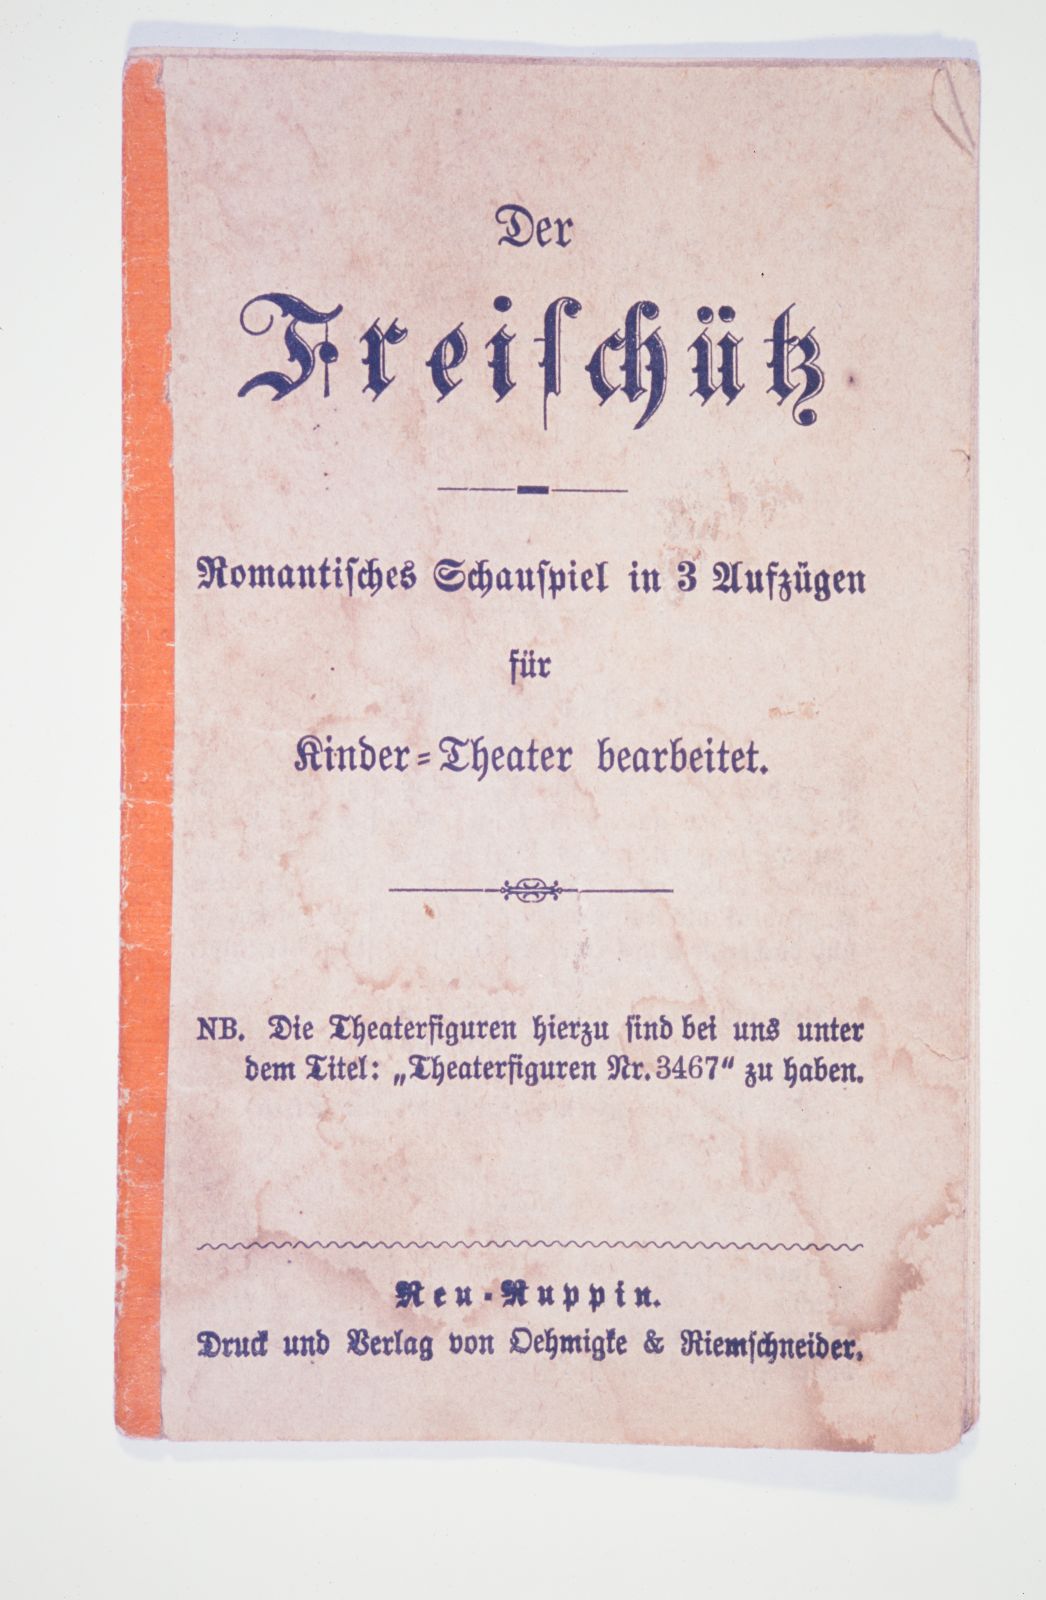 Der
Freischütz
Romantisches Schauspiel in 3 Aufzügen
für
Kinder=Theater bearbeitet.
NB. Die Theaterfiguren hierzu sind bei uns unter
dem Titel: „Theaterfiguren Nr. 3467“ zu haben.
Neu-Ruppin.
Druck und Verlag von Oehmigke & Riemschneider.